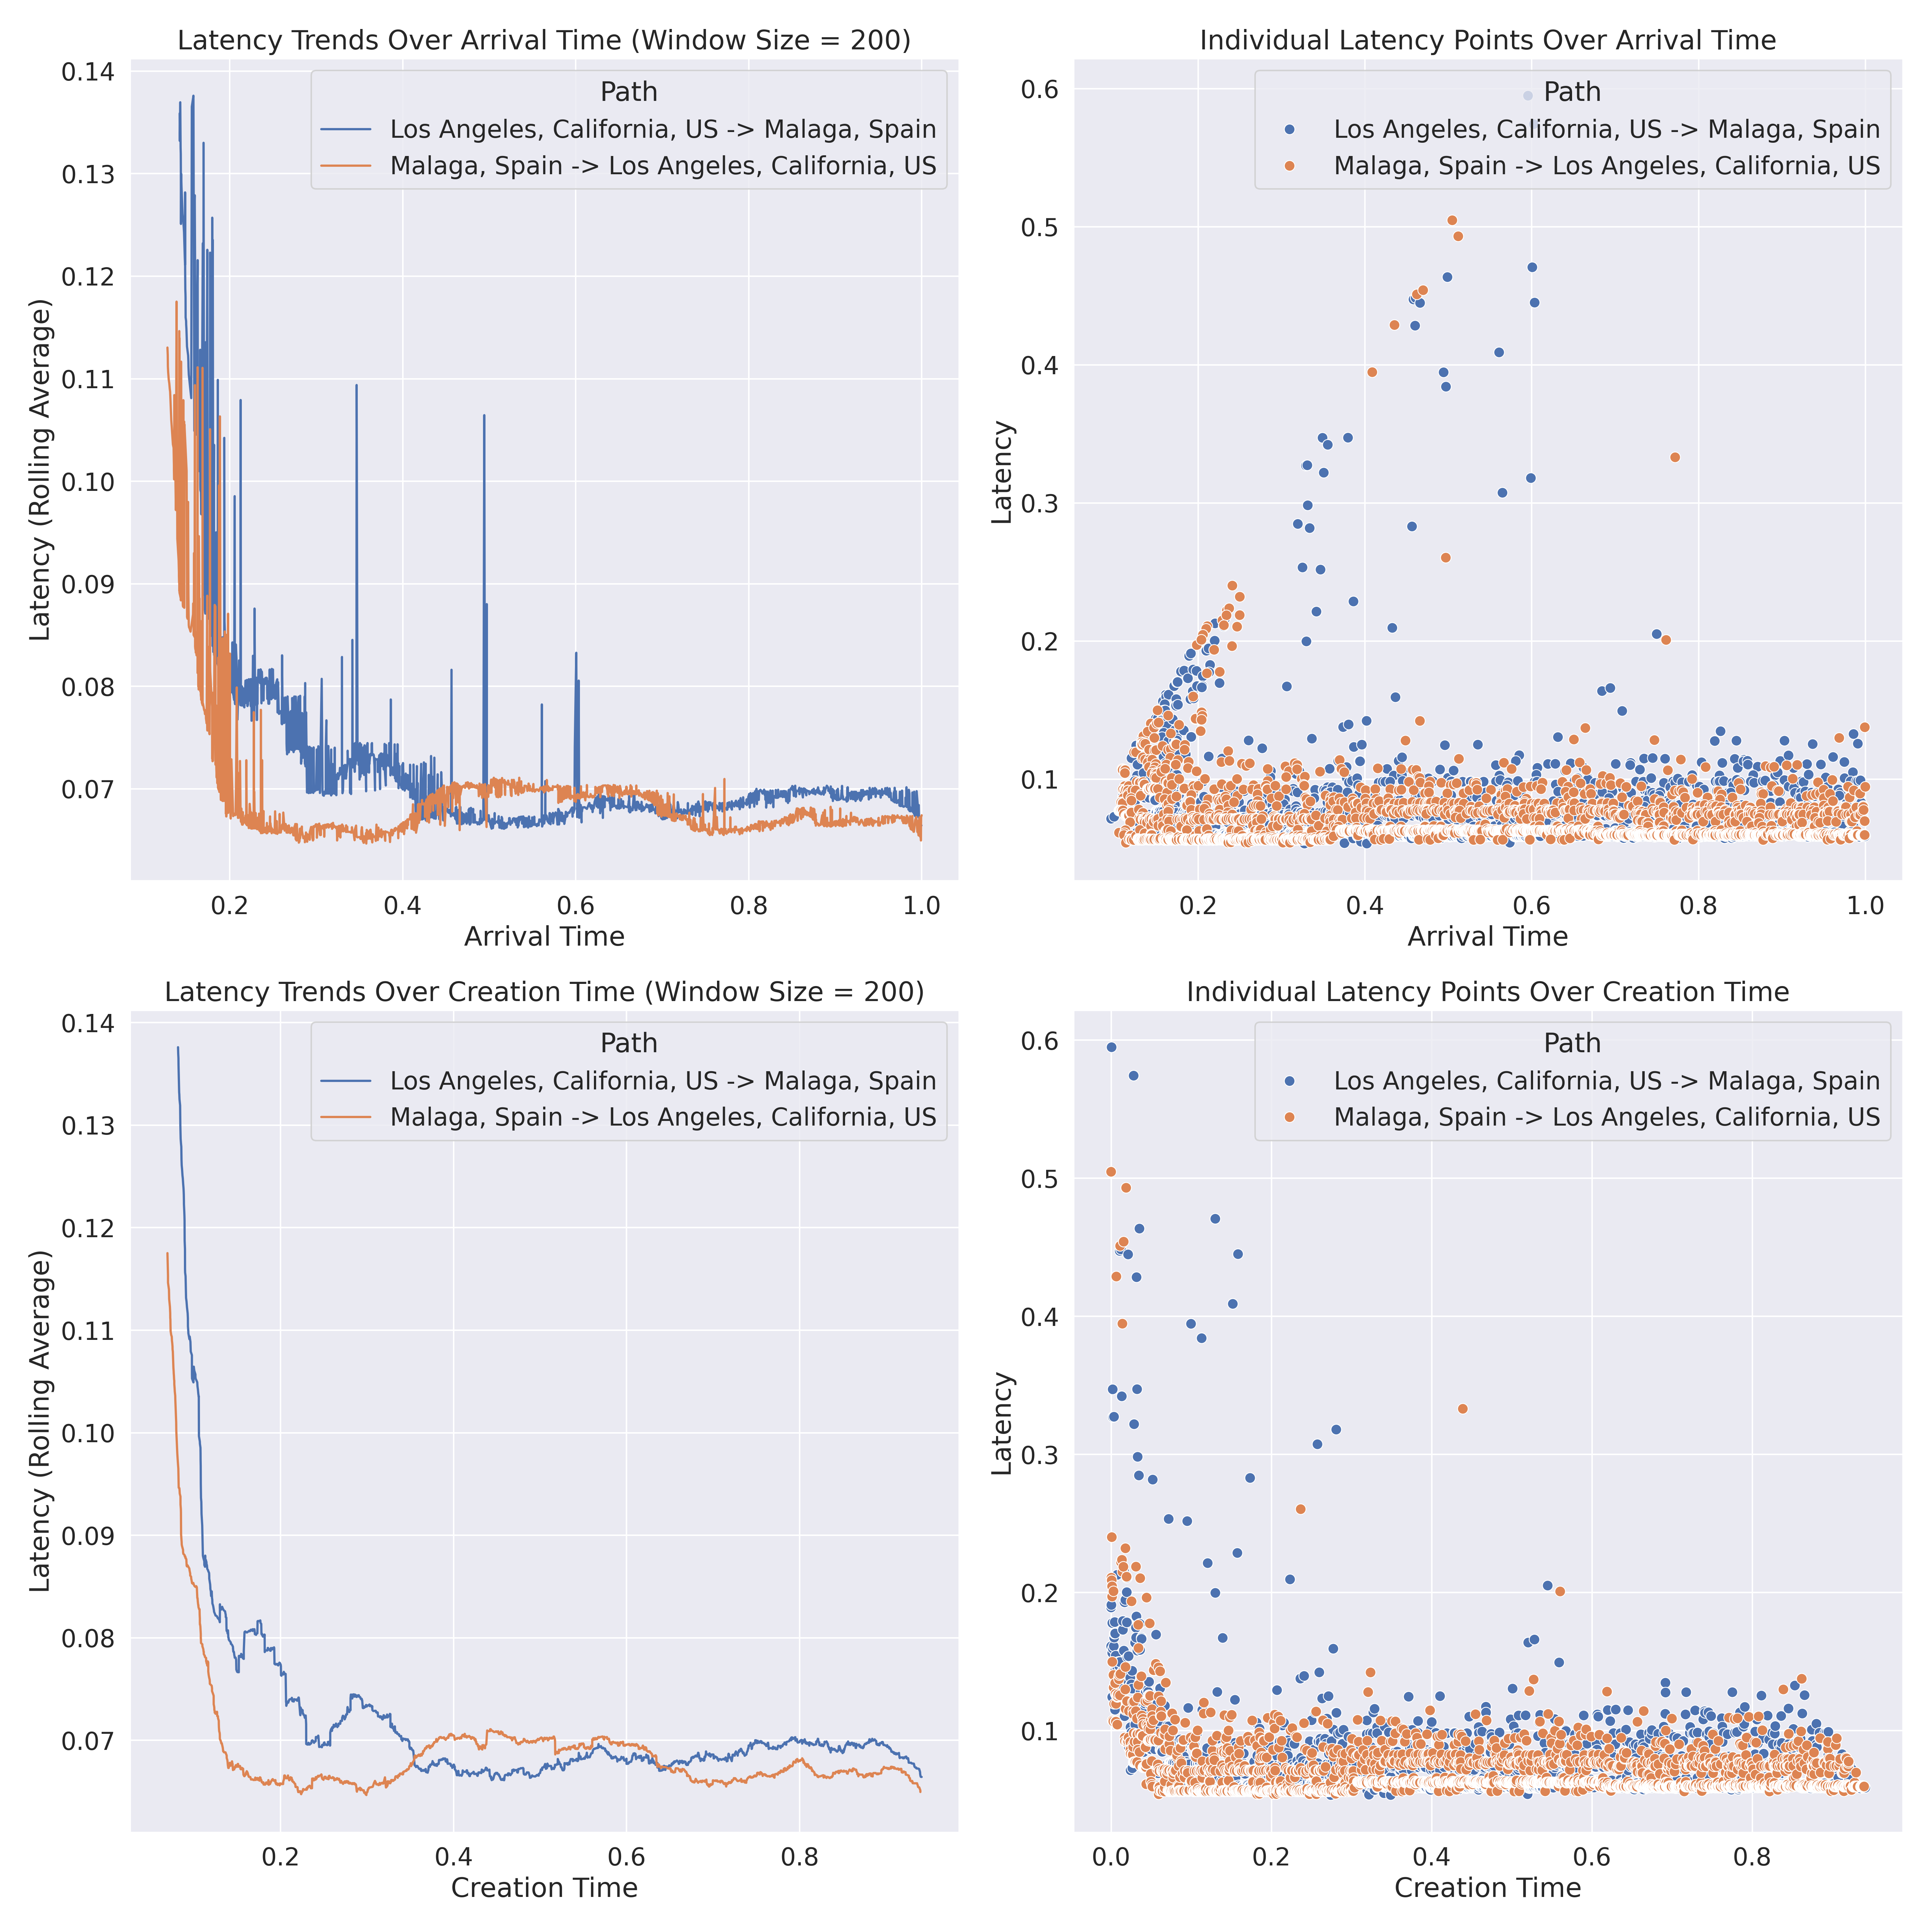 Latency Trends Over Arrival Time (Window Size = 200)
Path
Los Angeles, California, US -> Malaga, Spain
Malaga, Spain -> Los Angeles, California, US
Latency (Rolling Average)
0.14
0.13
0.12
0.11
0.10
0.09
0.08
0.07
0.2 0.4 0.6 0.8 1.0
Arrival Time
Individual Latency Points Over Arrival Time
Path
Los Angeles, California, US -> Malaga, Spain
Malaga, Spain -> Los Angeles, California, US
Latency
0.6
0.5
0.4
0.3
0.2
0.1
0.2 0.4 0.6 0.8 1.0
Arrival Time
Latency Trends Over Creation Time (Window Size = 200)
Path
Los Angeles, California, US -> Malaga, Spain
Malaga, Spain -> Los Angeles, California, US
Latency (Rolling Average)
0.14
0.13
0.12
0.11
0.10
0.09
0.08
0.07
0.2 0.4 0.6 0.8
Creation Time
Individual Latency Points Over Creation Time
Path
Los Angeles, California, US -> Malaga, Spain
Malaga, Spain -> Los Angeles, California, US
Latency
0.6
0.5
0.4
0.3
0.2
0.1
0.0 0.2 0.4 0.6 0.8
Creation Time